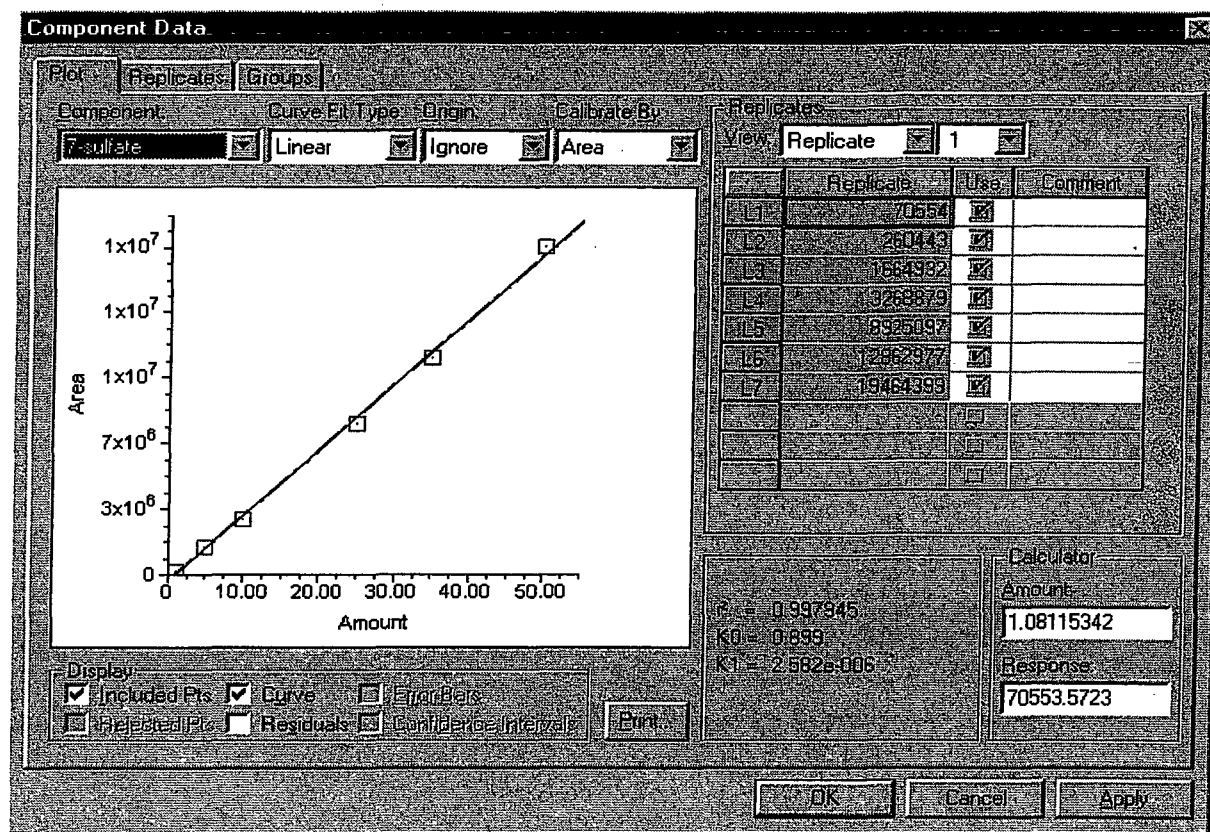 Component Data
Plot Replicates Groups
Component: Curve Fit Type: Origin: Calibrate By
7-sulfate Linear Ignore Area
Replicates
View: Replicate 1
Replicate Use Comment
L1 70554
L2 260443
L3 1664932
L4 3268879
L5 8925097
L6 12862977
L7 19464399
1x10⁷
1x10⁷
1x10⁷
7x10⁶
3x10⁶
0
Area
0 10.00 20.00 30.00 40.00 50.00
Amount
= 0.997945
K0 = 0.899
K1 = 2.582e-006
Calculator
Amount:
1.08115342
Response:
70553.5723
Display
Included Pts Curve Error Bars
Rejected Pts Residuals Confidence Intervals
Print...
OK Cancel Apply